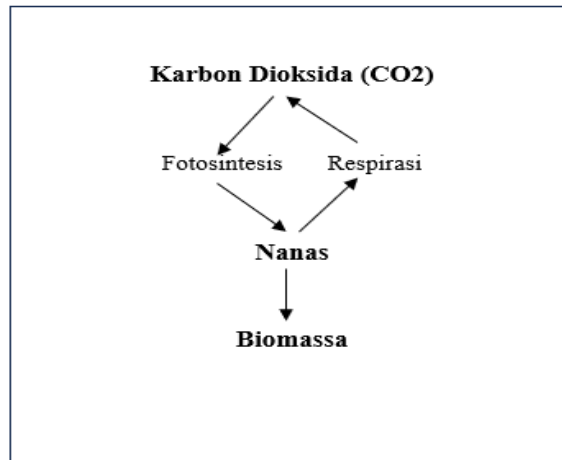 Karbon Dioksida (CO2)
Fotosintesis Respirasi
Nanas
Biomassa